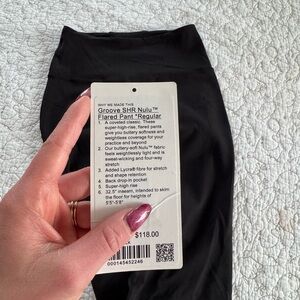 WHY WE MADE THIS
Groove SHR Nulu™
Flared Pant *Regular
1. A coveted classic. These
super-high-rise, flared pants
give you buttery softness and
weightless coverage for your
practice and beyond
2. Our buttery-soft Nulu™ fabric
feels weightlessly light and is
sweat-wicking and four-way
stretch
3. Added Lycra® fibre for stretch
and shape retention
4. Back drop-in pocket
5. Super-high rise
6. 32.5" inseam, intended to skim
the floor for heights of
5'5"-5'8"
$118.00
000145452246